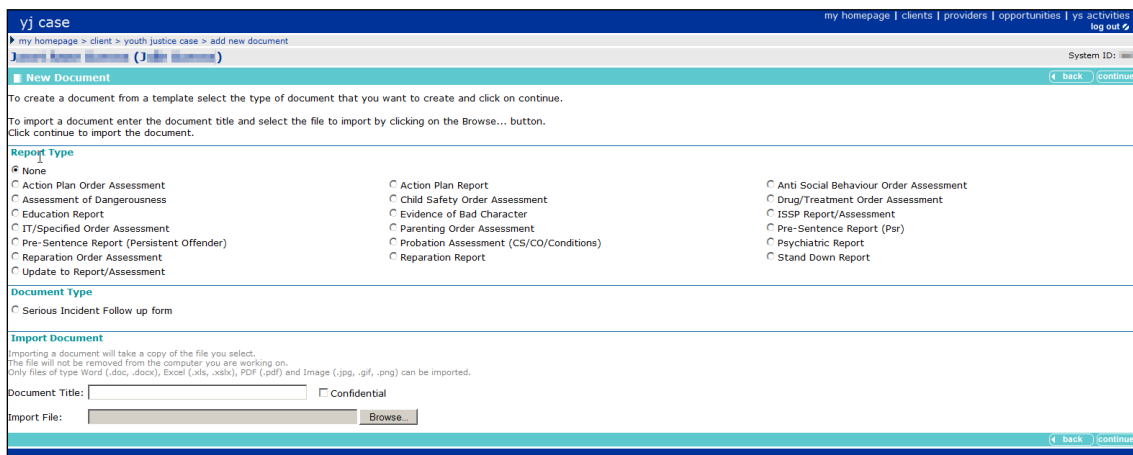 yj case
my homepage | clients | providers | opportunities | ys activities
log out
my homepage > client > youth justice case > add new document
System ID:
New Document
back continue
To create a document from a template select the type of document that you want to create and click on continue.
To import a document enter the document title and select the file to import by clicking on the Browse... button.
Click continue to import the document.
Report Type
None
Action Plan Order Assessment Action Plan Report Anti Social Behaviour Order Assessment
Assessment of Dangerousness Child Safety Order Assessment Drug/Treatment Order Assessment
Education Report Evidence of Bad Character ISSP Report/Assessment
IT/Specified Order Assessment Parenting Order Assessment Pre-Sentence Report (Psr)
Pre-Sentence Report (Persistent Offender) Probation Assessment (CS/CO/Conditions) Psychiatric Report
Reparation Order Assessment Reparation Report Stand Down Report
Update to Report/Assessment
Document Type
Serious Incident Follow up form
Import Document
Importing a document will take a copy of the file you select.
The file will not be removed from the computer you are working on.
Only files of type Word (.doc, .docx), Excel (.xls, .xslx), PDF (.pdf) and Image (.jpg, .gif, .png) can be imported.
Document Title: Confidential
Import File: Browse...
back continue